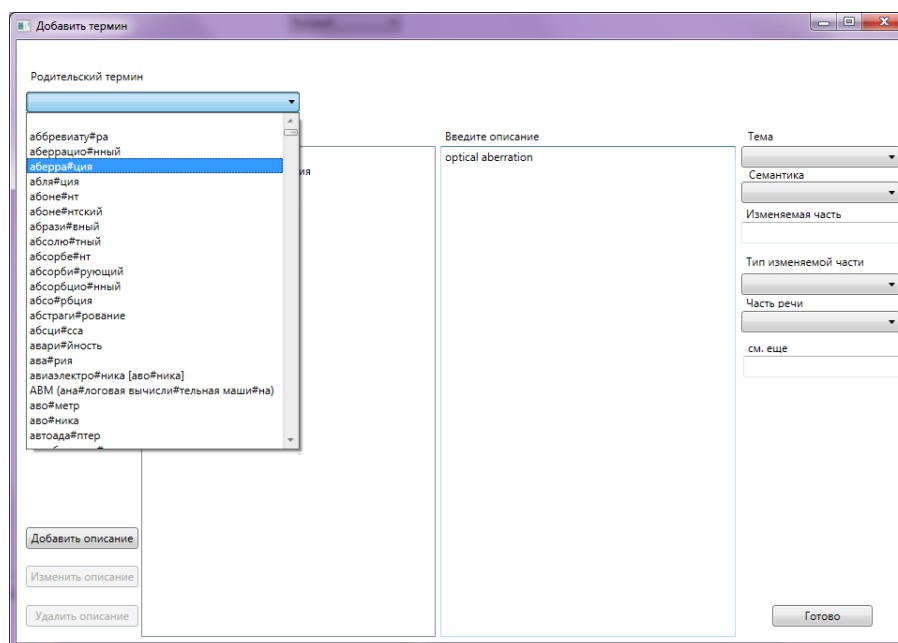 Добавить термин
Родительский термин
аббревиату#ра
аберрацио#нный
аберра#ция
абля#ция
абоне#нт
абоне#нтский
абрази#вный
абсолю#тный
абсорбе#нт
абсорби#рующий
абсорбцио#нный
абсо#рбция
абстраги#рование
абсци#сса
авари#йность
ава#рия
авиаэлектро#ника [аво#ника]
АВМ (ана#логовая вычисли#тельная маши#на)
аво#метр
аво#ника
автоада#птер
ия
Введите описание
optical aberration
Тема
Семантика
Изменяемая часть
Тип изменяемой части
Часть речи
см. еще
Добавить описание
Изменить описание
Удалить описание
Готово